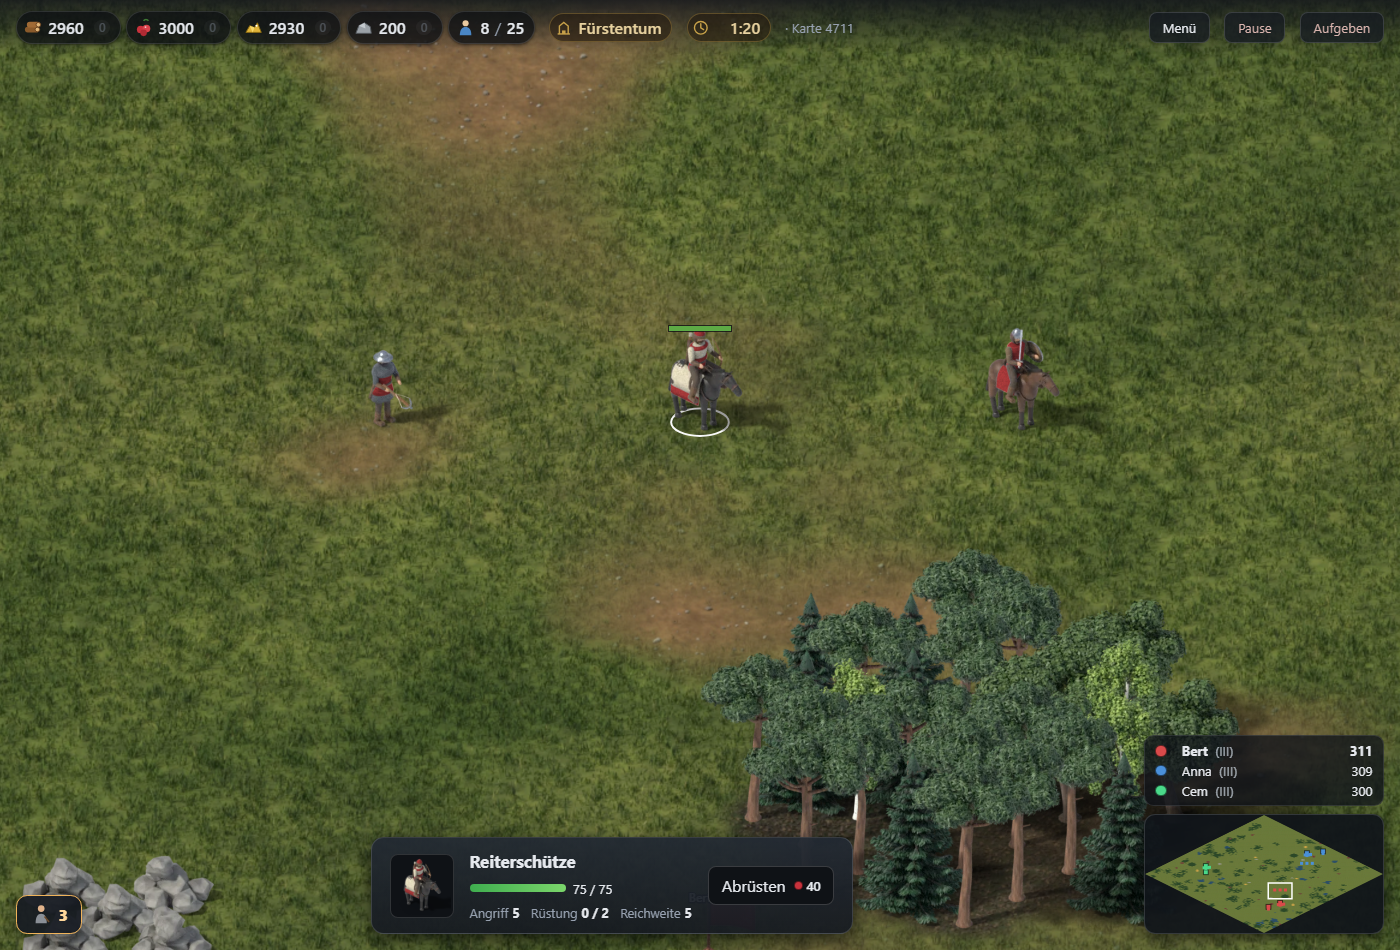 2960 0 3000 0 2930 0 200 0 8 / 25 Fürstentum 1:20 · Karte 4711 Menü Pause Aufgeben
Bert (III) 311
Anna (III) 309
Cem (III) 300
Reiterschütze
75 / 75
Abrüsten 40
Angriff 5 Rüstung 0 / 2 Reichweite 5
3